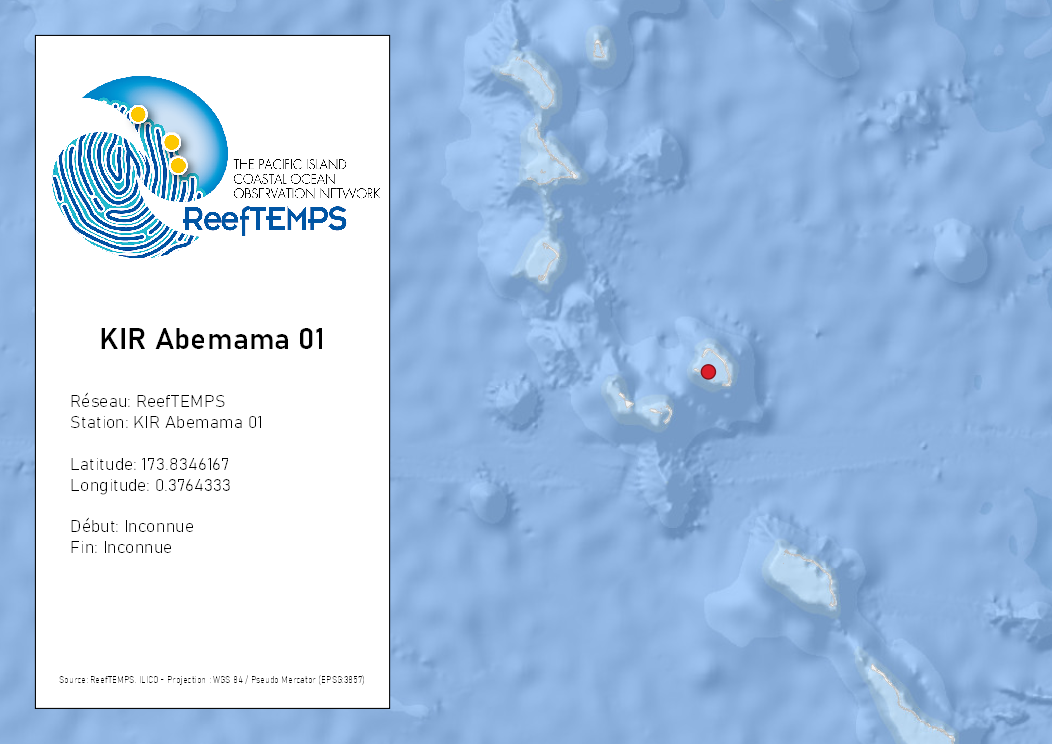 THE PACIFIC ISLAND
COASTAL OCEAN
OBSERVATION NETWORK
ReefTEMPS
KIR Abemama 01
Réseau: ReefTEMPS
Station: KIR Abemama 01
Latitude: 173.8346167
Longitude: 0.3764333
Début: Inconnue
Fin: Inconnue
Source: ReefTEMPS, ILICO - Projection : WGS 84 / Pseudo Mercator (EPSG:3857)